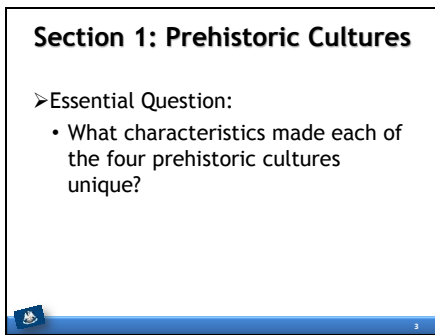 Section 1: Prehistoric Cultures
➢Essential Question:
• What characteristics made each of
the four prehistoric cultures
unique?
3